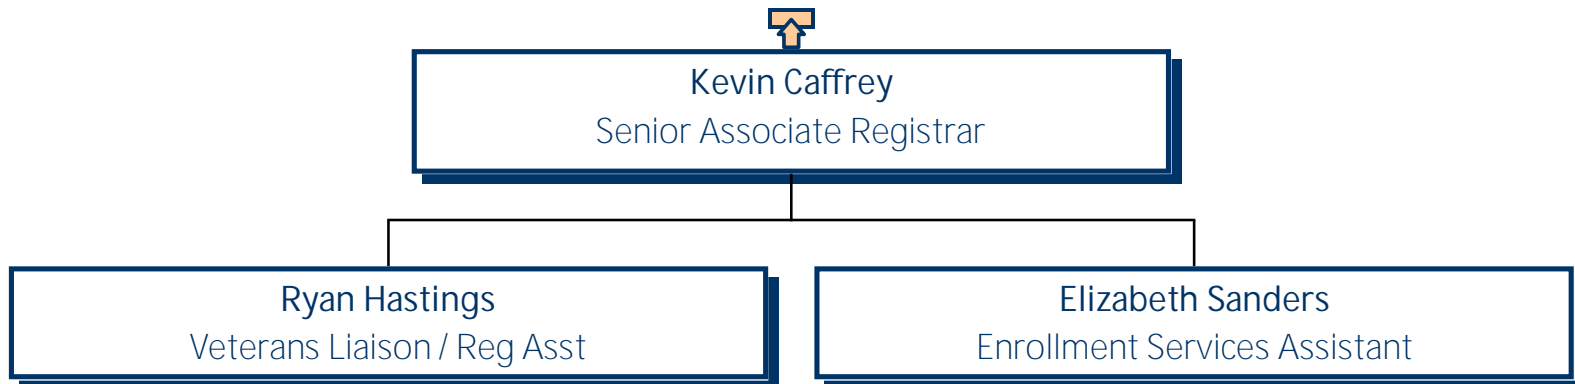 Kevin Caffrey
Senior Associate Registrar
Ryan Hastings
Veterans Liaison / Reg Asst
Elizabeth Sanders
Enrollment Services Assistant